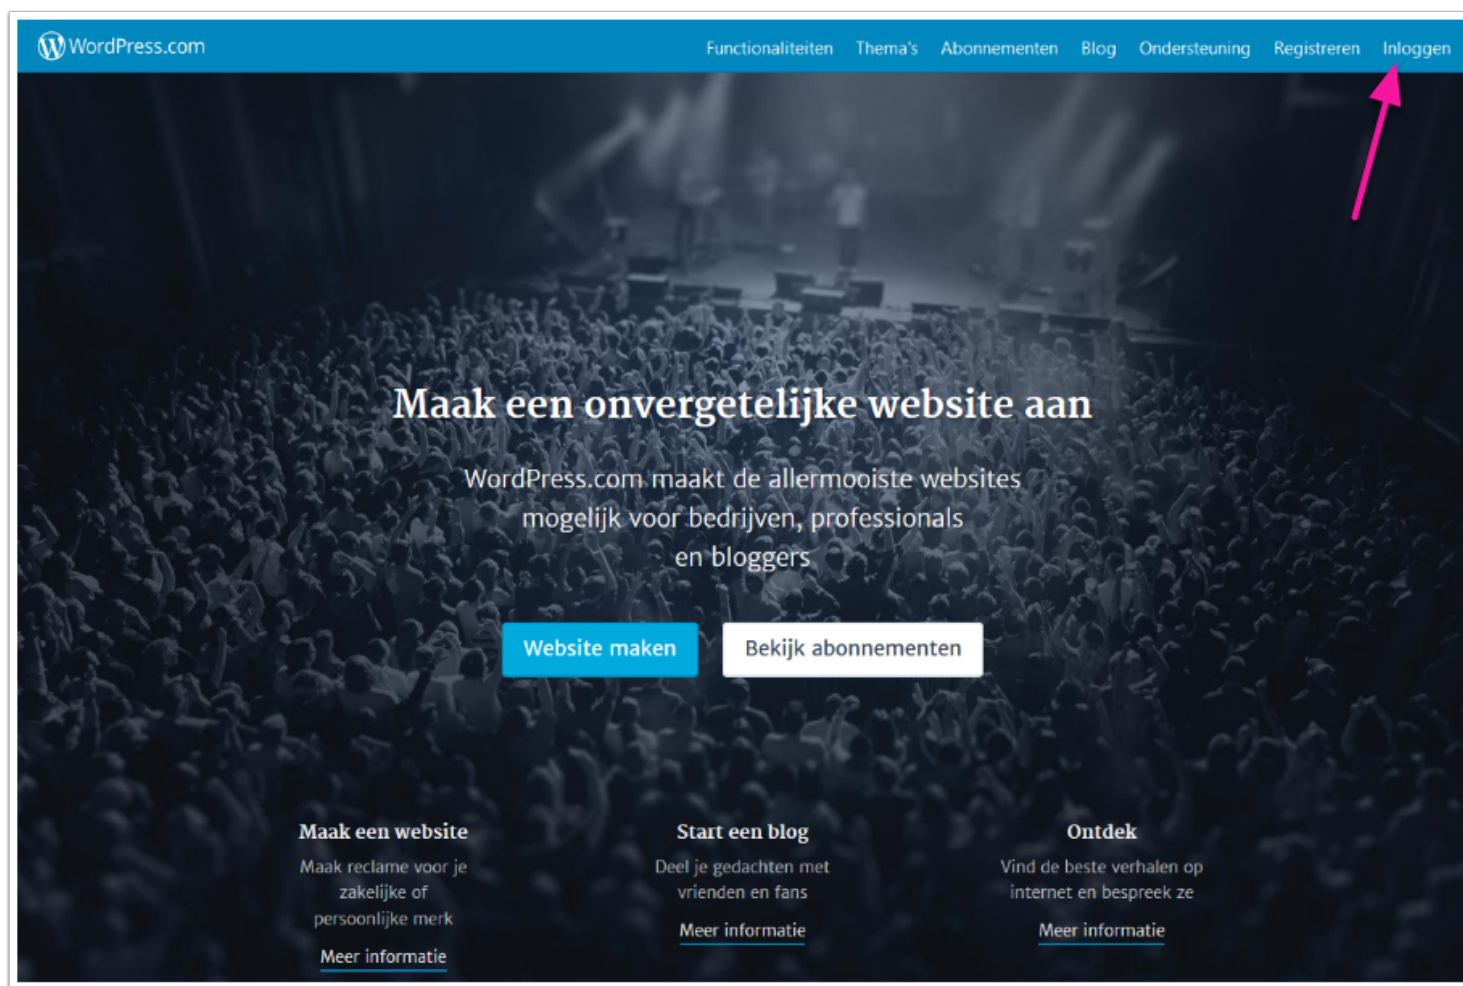 WordPress.com
Functionaliteiten Thema's Abonnementen Blog Ondersteuning Registreren Inloggen
Maak een onvergetelijke website aan
WordPress.com maakt de allermooiste websites
mogelijk voor bedrijven, professionals
en bloggers
Website maken
Bekijk abonnementen
Maak een website
Maak reclame voor je
zakelijke of
persoonlijke merk
Meer informatie
Start een blog
Deel je gedachten met
vrienden en fans
Meer informatie
Ontdek
Vind de beste verhalen op
internet en bespreek ze
Meer informatie